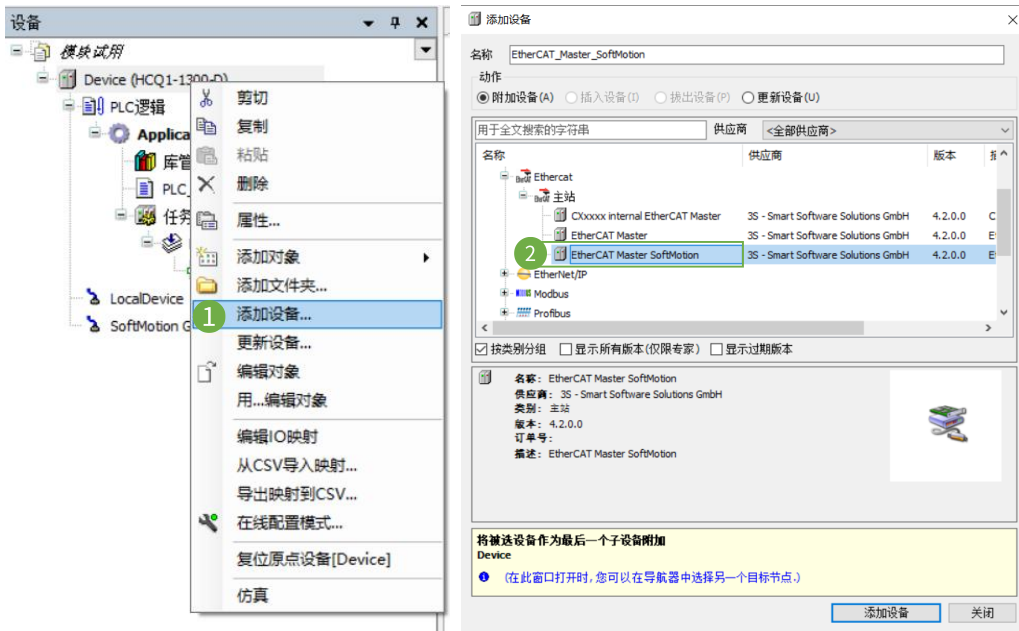 设备
模块试用
Device (HCQ1-1300-D)
PLC逻辑
Applica
库管
PLC_
任务
LocalDevice
SoftMotion G
剪切
复制
粘贴
删除
属性...
添加对象
添加文件夹...
1
添加设备...
更新设备...
编辑对象
用...编辑对象
编辑IO映射
从CSV导入映射...
导出映射到CSV...
在线配置模式...
复位原点设备[Device]
仿真
添加设备
名称 EtherCAT_Master_SoftMotion
动作
附加设备(A) 插入设备(I) 拔出设备(P) 更新设备(U)
用于全文搜索的字符串 供应商 <全部供应商>
名称 供应商 版本
Ethercat
主站
CXxxxx internal EtherCAT Master 3S - Smart Software Solutions GmbH 4.2.0.0 C
EtherCAT Master 3S - Smart Software Solutions GmbH 4.2.0.0 E
2 EtherCAT Master SoftMotion 3S - Smart Software Solutions GmbH 4.2.0.0 E
EtherNet/IP
Modbus
Profibus
按类别分组 显示所有版本(仅限专家) 显示过期版本
名称: EtherCAT Master SoftMotion
供应商: 3S - Smart Software Solutions GmbH
类别: 主站
版本: 4.2.0.0
订单号:
描述: EtherCAT Master SoftMotion
将被选设备作为最后一个子设备附加
Device
(在此窗口打开时,您可以在导航器中选择另一个目标节点.)
添加设备 关闭